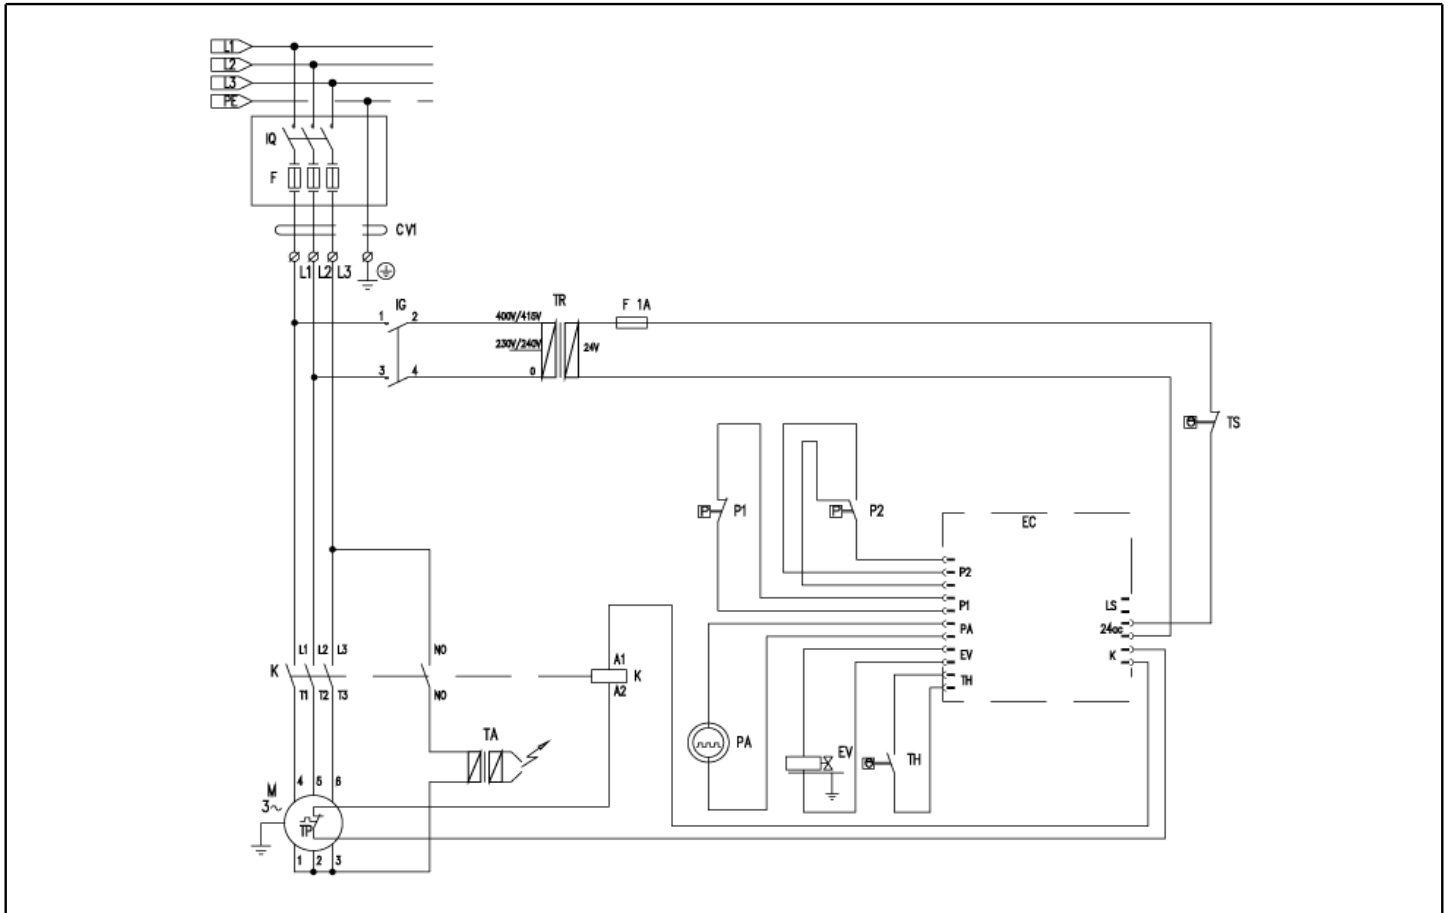 L1
L2
L3
PE
IQ
F
CV1
L1 L2 L3
IG
1 2
3 4
400V/415V
230V/240V
0
TR
24V
F 1A
TS
P1
P2
EC
P2
P1
PA
EV
TH
LS
24ac
K
L1 L2 L3
K
T1 T2 T3
NO
NO
A1
K
A2
TA
PA
EV
TH
M
3~
4 5 6
TP
1 2 3